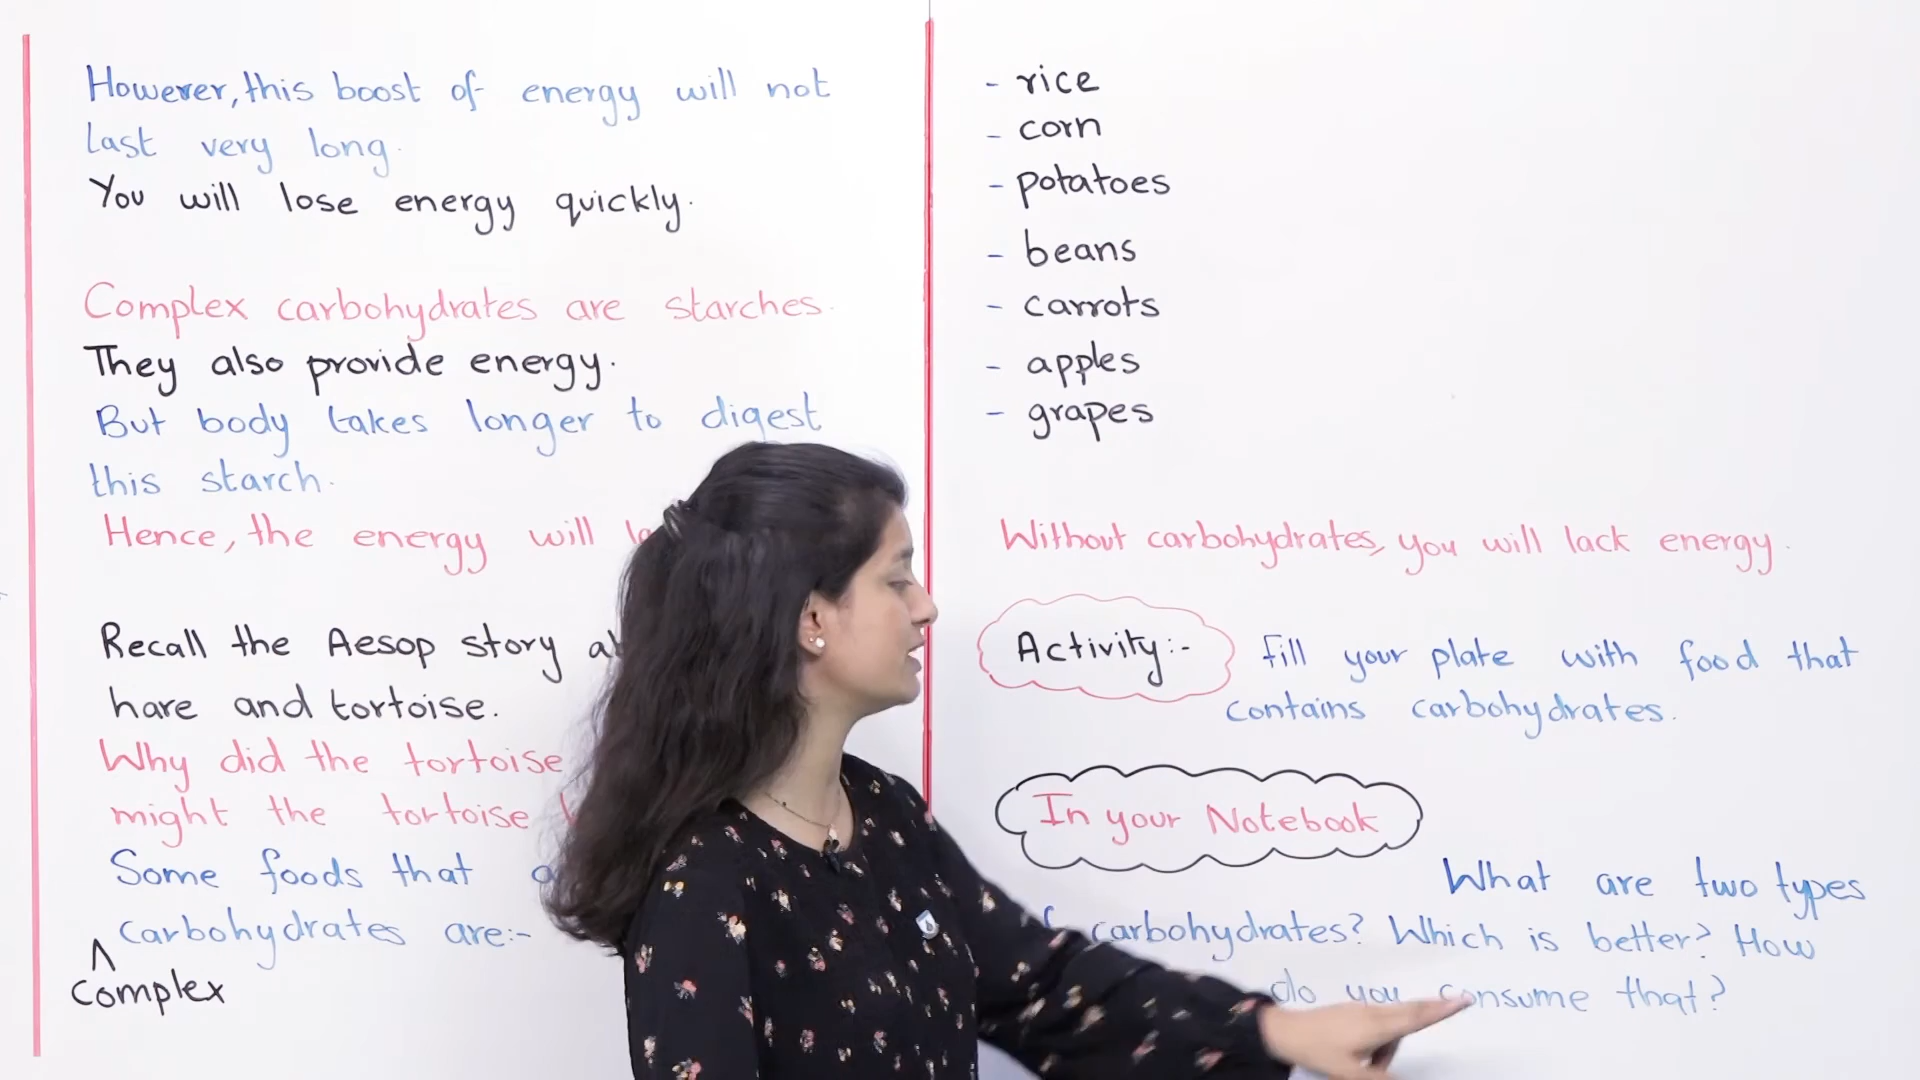 However, this boost of energy will not
last very long.
You will lose energy quickly.
Complex carbohydrates are starches.
They also provide energy.
But body takes longer to digest
this starch.
Hence, the energy will
Recall the Aesop story
hare and tortoise.
Why did the tortoise
might the tortoise
Some foods that
carbohydrates are:-
^
complex
- rice
- corn
- potatoes
- beans
- carrots
- apples
- grapes
Without carbohydrates, you will lack energy.
Activity:- Fill your plate with food that
contains carbohydrates.
In your Notebook
What are two types
carbohydrates? Which is better? How
do you consume that?